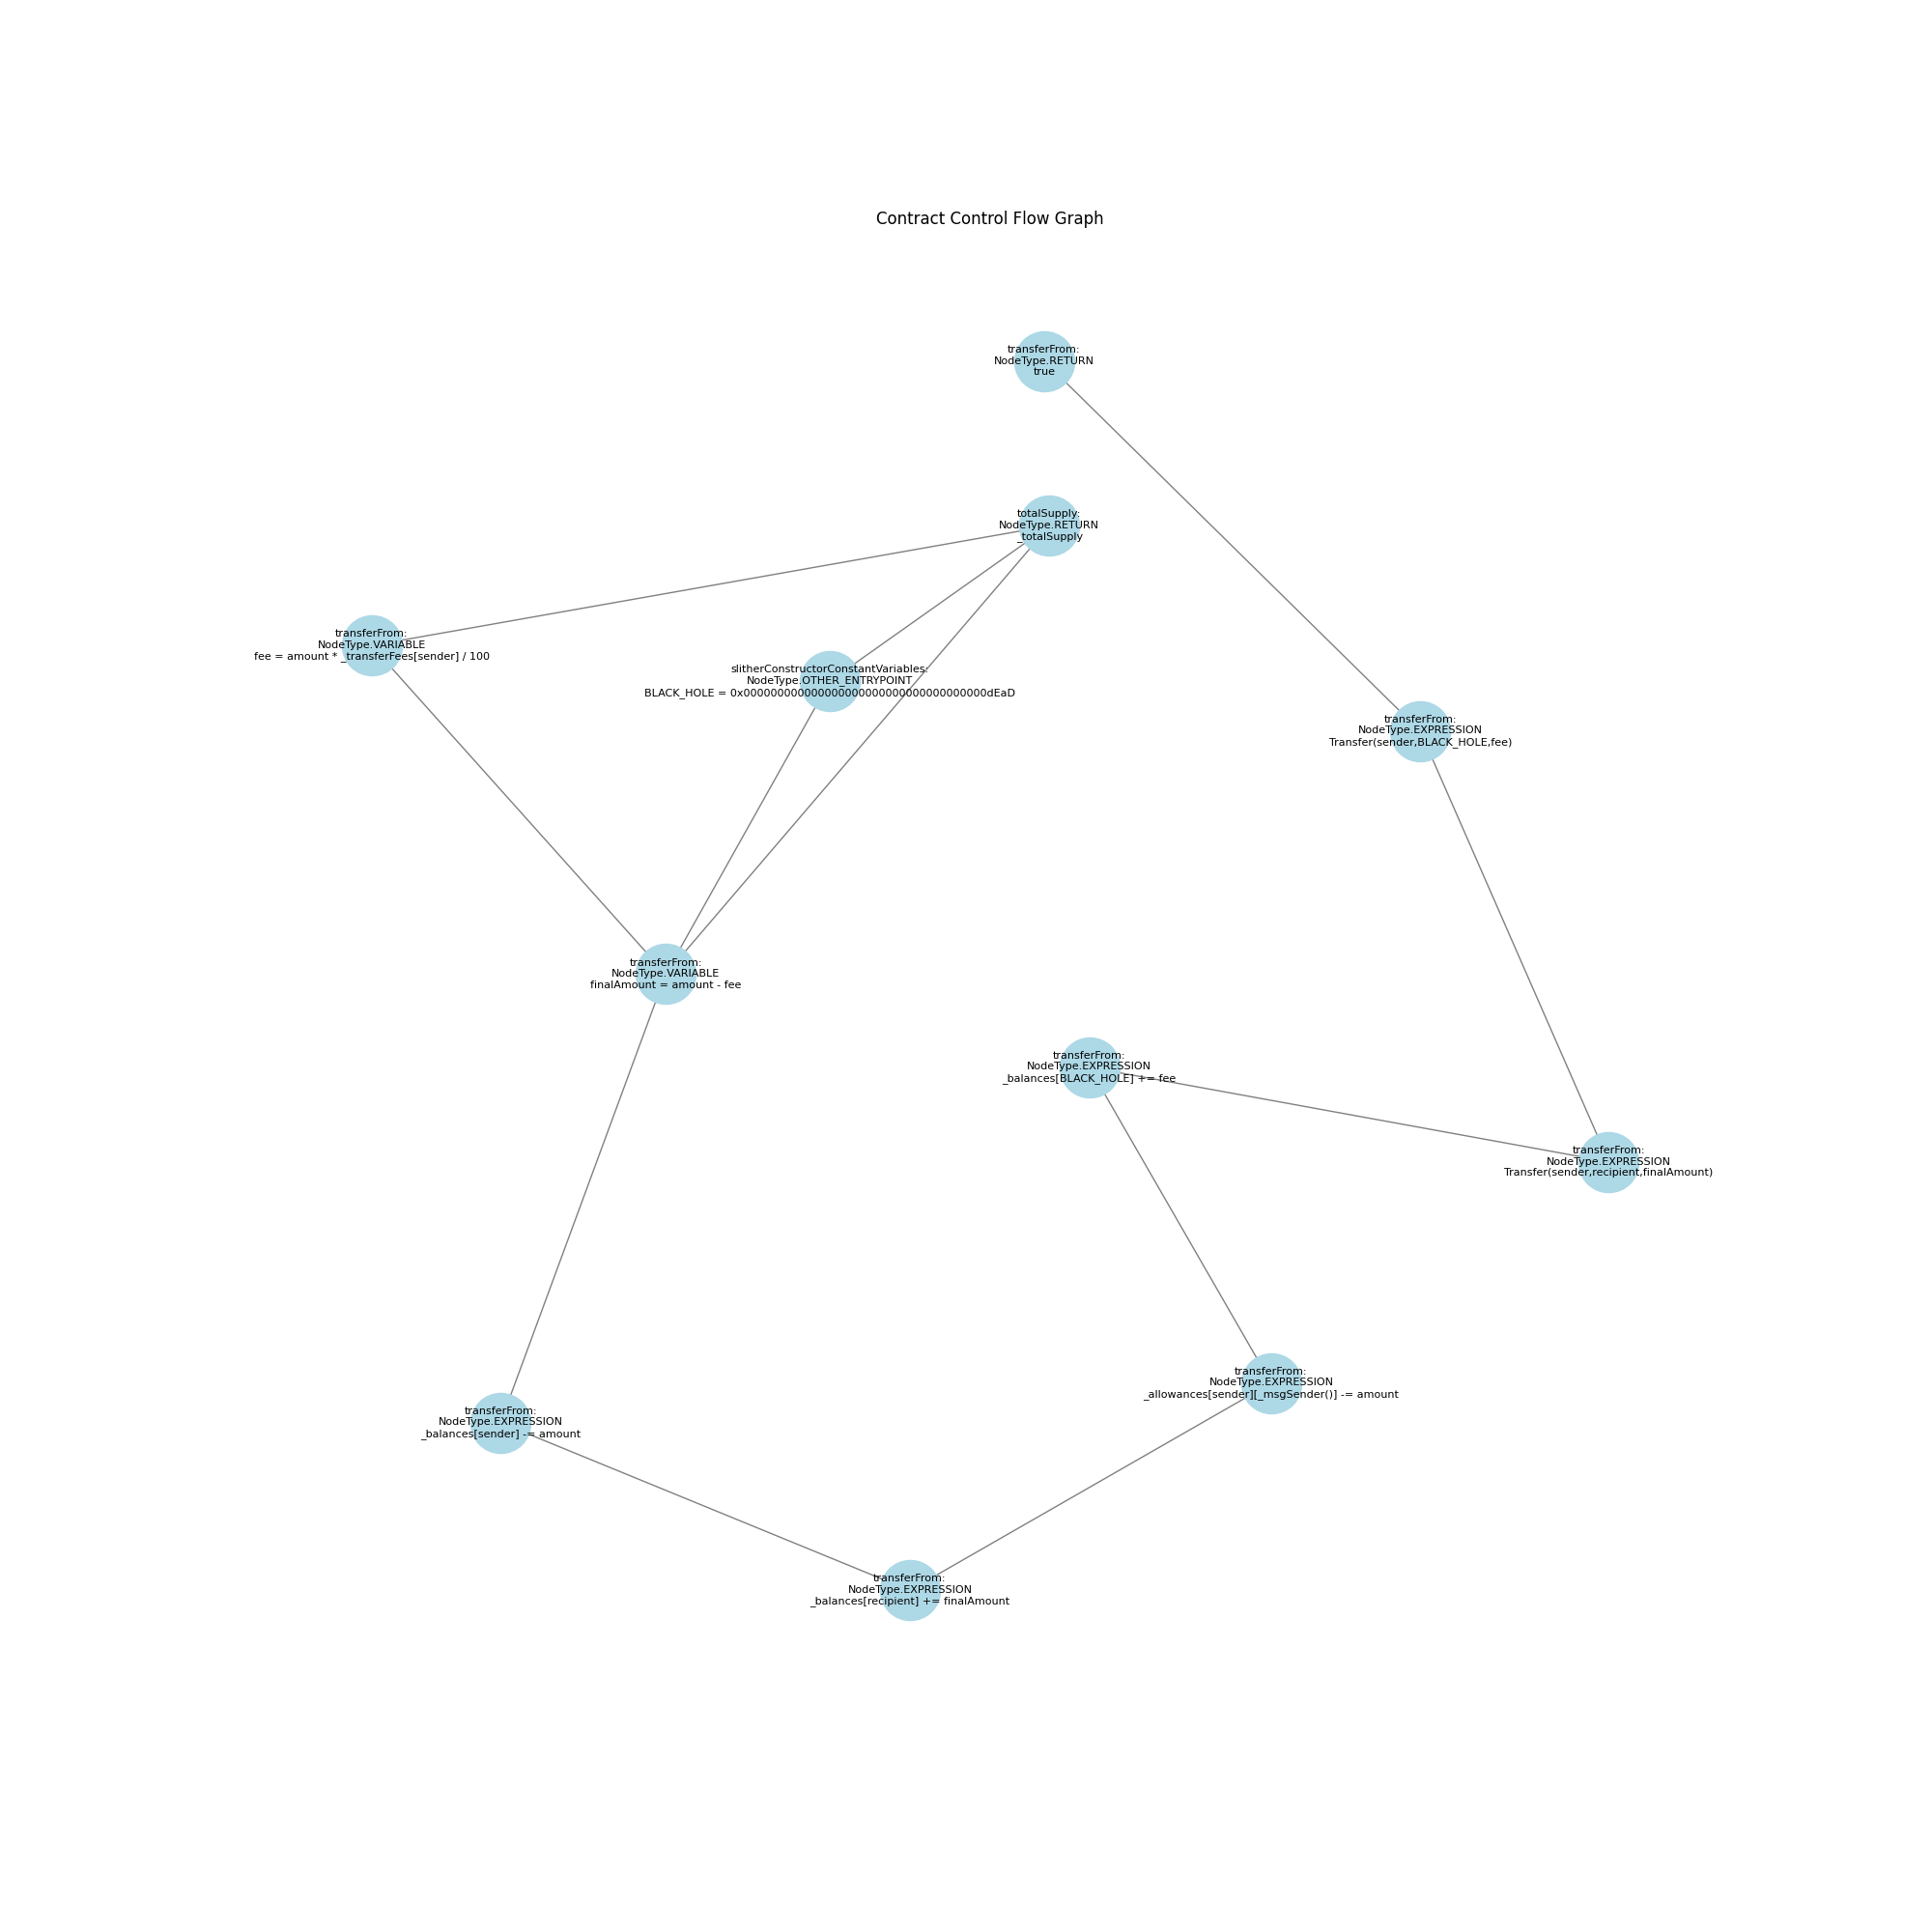 Contract Control Flow Graph
transferFrom:
NodeType.RETURN
true
totalSupply:
NodeType.RETURN
_totalSupply
transferFrom:
NodeType.VARIABLE
fee = amount * _transferFees[sender] / 100
slitherConstructorConstantVariables:
NodeType.OTHER_ENTRYPOINT
BLACK_HOLE = 0x000000000000000000000000000000000000dEaD
transferFrom:
NodeType.EXPRESSION
Transfer(sender,BLACK_HOLE,fee)
transferFrom:
NodeType.VARIABLE
finalAmount = amount - fee
transferFrom:
NodeType.EXPRESSION
_balances[BLACK_HOLE] += fee
transferFrom:
NodeType.EXPRESSION
Transfer(sender,recipient,finalAmount)
transferFrom:
NodeType.EXPRESSION
_allowances[sender][_msgSender()] -= amount
transferFrom:
NodeType.EXPRESSION
_balances[sender] -= amount
transferFrom:
NodeType.EXPRESSION
_balances[recipient] += finalAmount